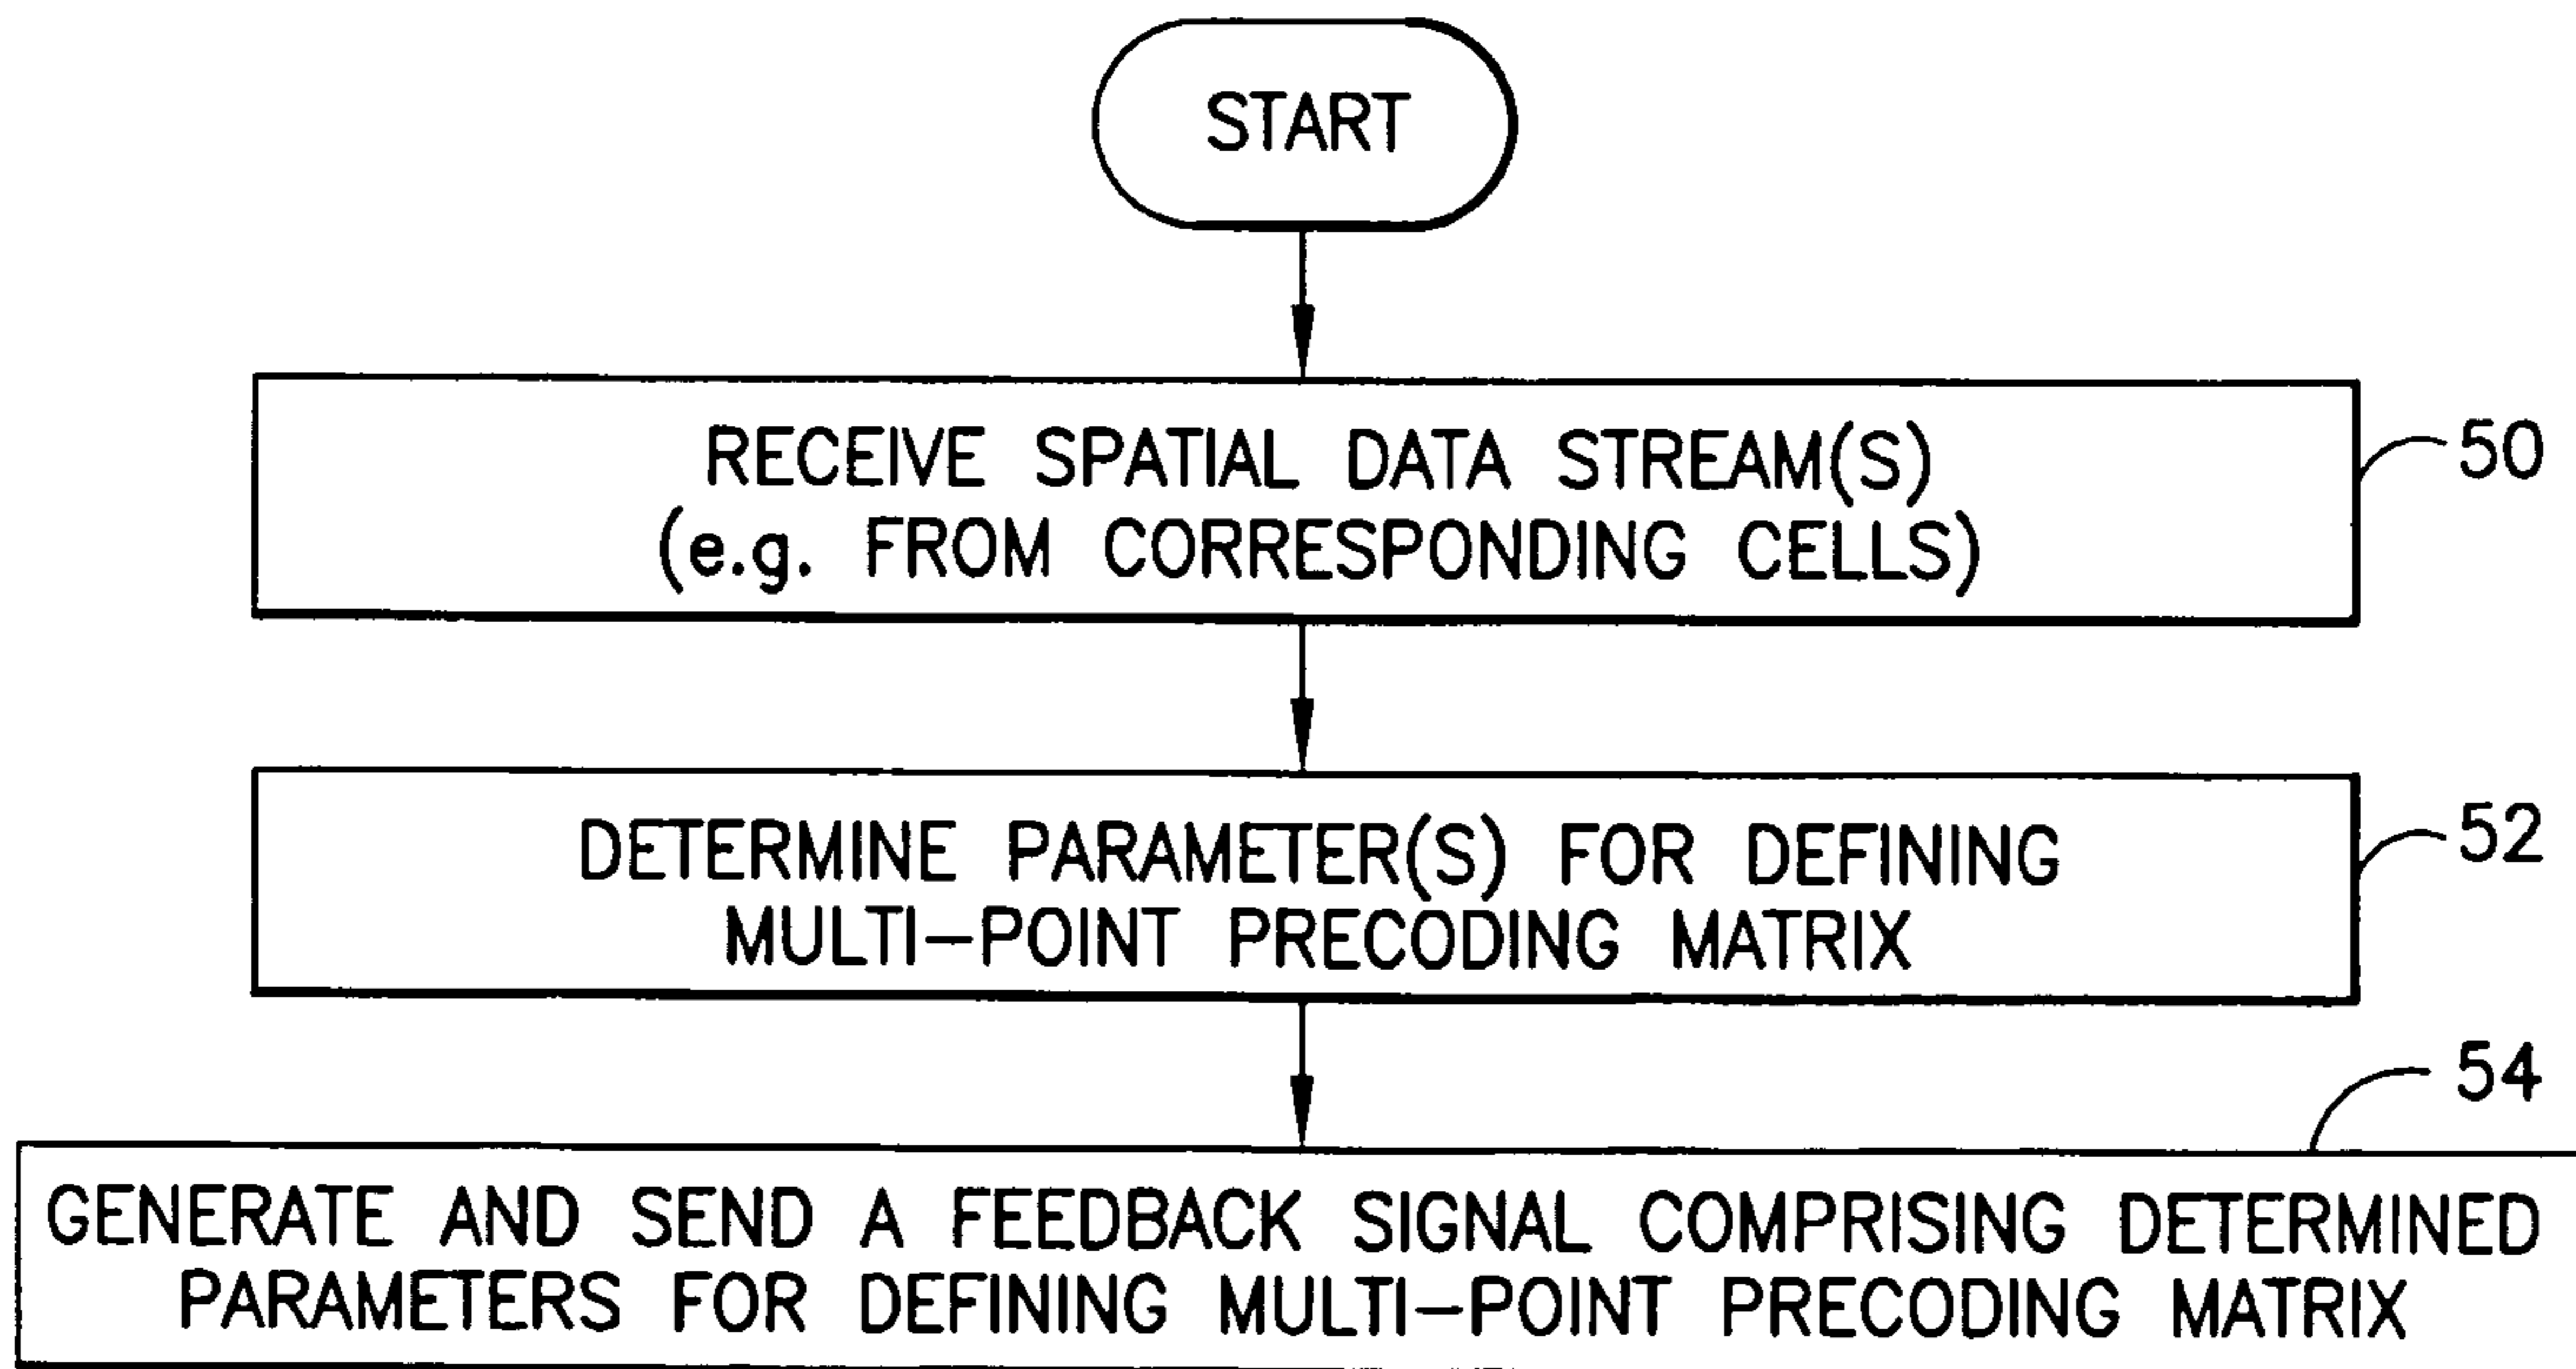 START
RECEIVE SPATIAL DATA STREAM(S)
(e.g. FROM CORRESPONDING CELLS)
50
DETERMINE PARAMETER(S) FOR DEFINING
MULTI-POINT PRECODING MATRIX
52
54
GENERATE AND SEND A FEEDBACK SIGNAL COMPRISING DETERMINED
PARAMETERS FOR DEFINING MULTI-POINT PRECODING MATRIX